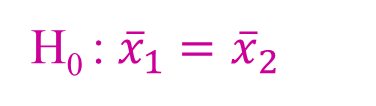 H₀ : x̄₁ = x̄₂